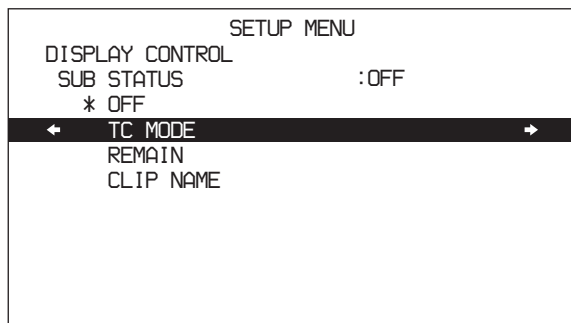 SETUP MENU
DISPLAY CONTROL
SUB STATUS :OFF
* OFF
← TC MODE →
REMAIN
CLIP NAME